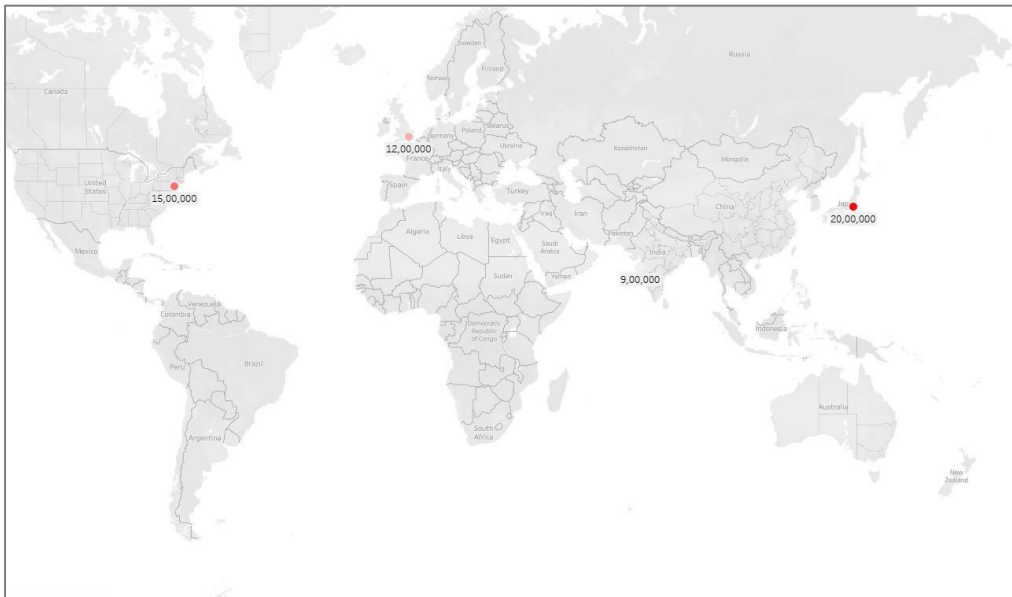 Russia
Sweden
Finland
Norway
Canada
Belarus
Poland
Germany
Ukraine
Kazakhstan
12,00,000
Mongolia
France
Italy
United
States
Spain
Turkey
15,00,000
China
Japa
20,00,000
Iraq
Iran
Algeria
Libya
Egypt
Pakistan
Saudi
Arabia
Mexico
India
Sudan
Yemen
9,00,000
Venezuela
Colombia
Democratic
Republic
of Congo
Indonesia
Brazil
Peru
Australia
South
Africa
Argentina
New
Zealand